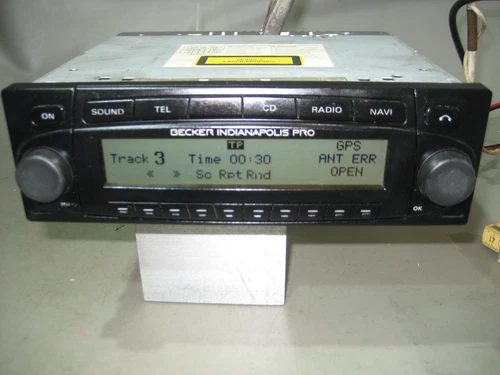 ON SOUND TEL CD RADIO NAVI
BECKER INDIANAPOLIS PRO
TP GPS
Track 3 Time 00:30 ANT ERR
« » Sc Rpt Rnd OPEN
OK